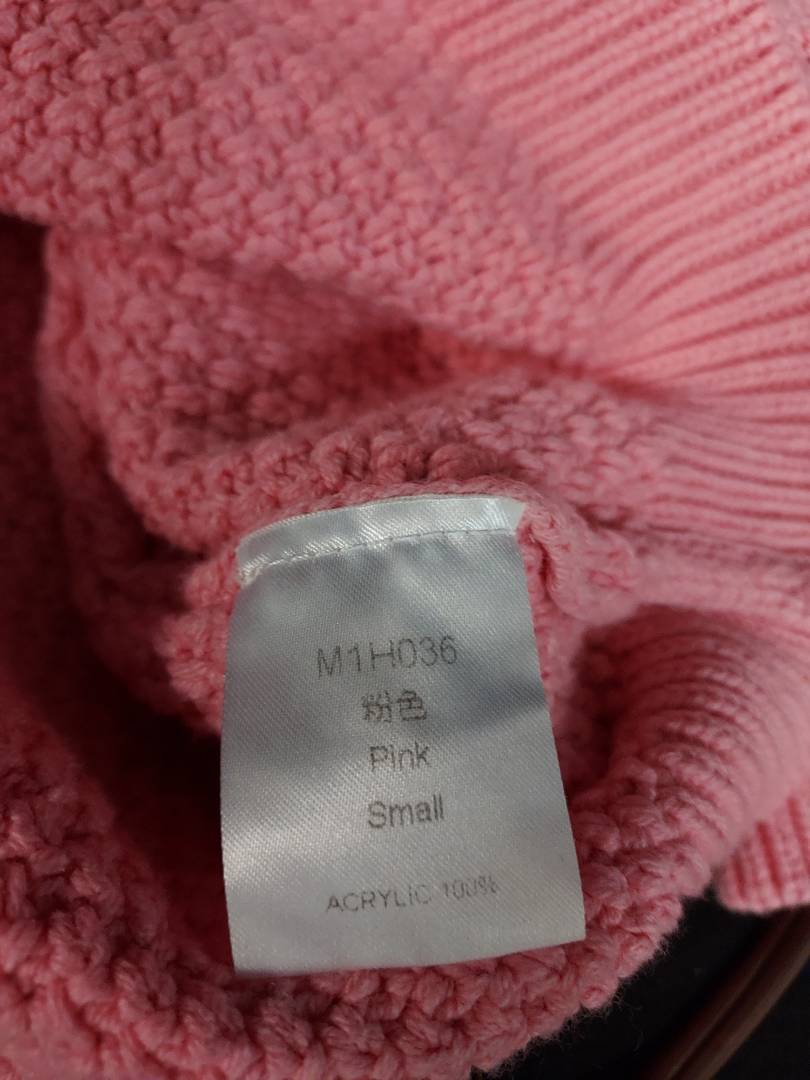 M1H036
粉色
Pink
Small
ACRYLIC 100%